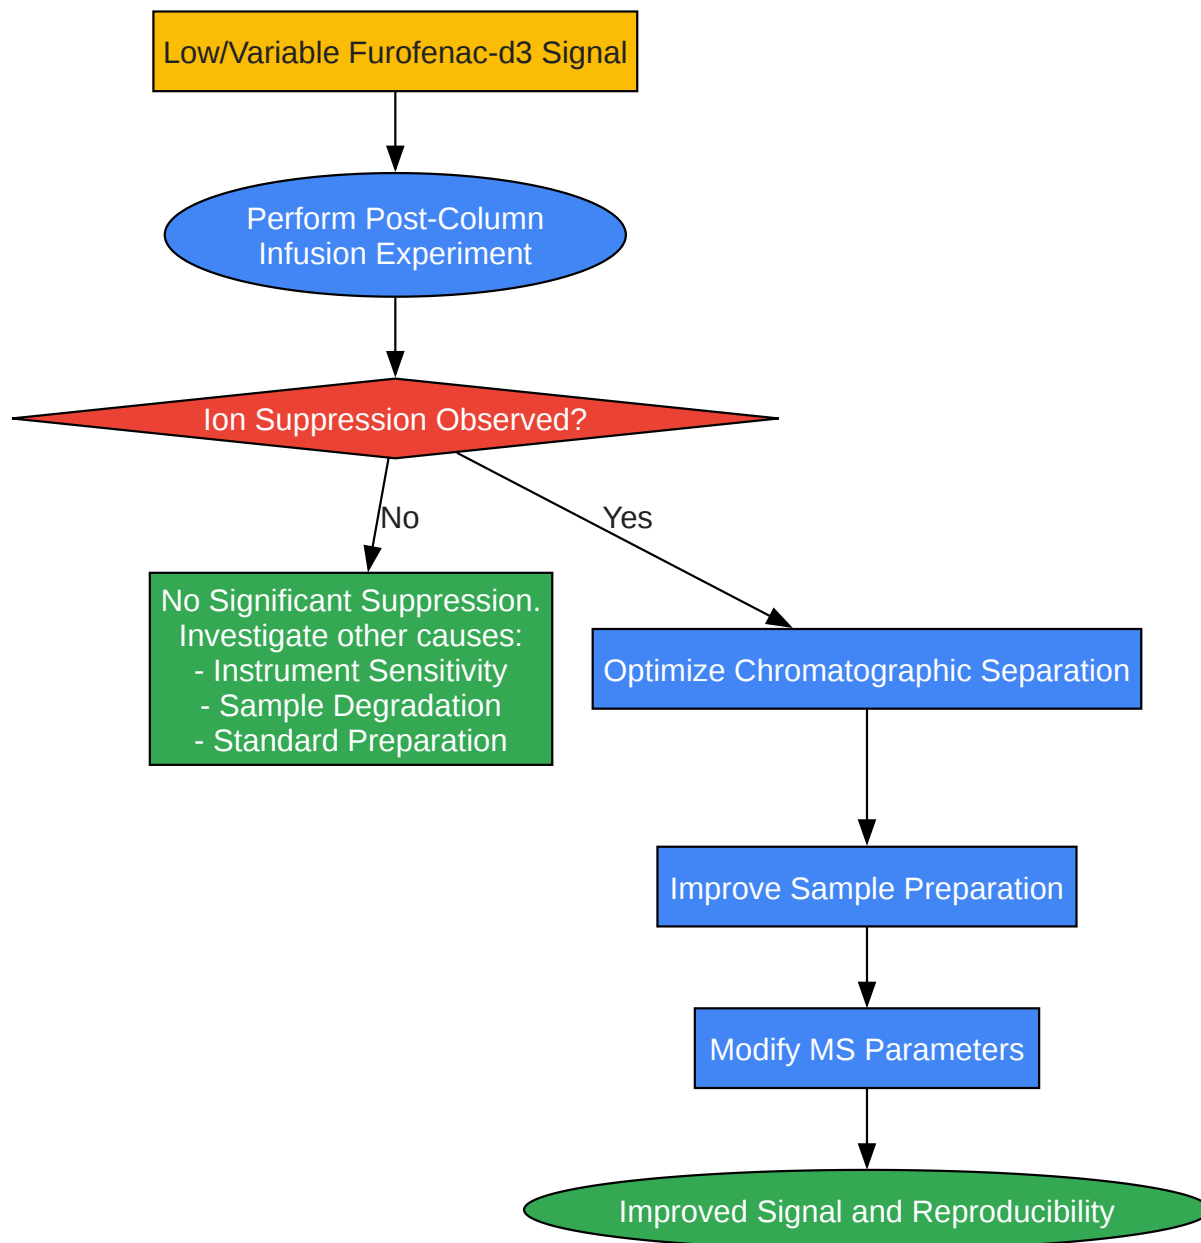 Low/Variable Furofenac-d3 Signal
Perform Post-Column
Infusion Experiment
Ion Suppression Observed?
No
Yes
No Significant Suppression.
Investigate other causes:
- Instrument Sensitivity
- Sample Degradation
- Standard Preparation
Optimize Chromatographic Separation
Improve Sample Preparation
Modify MS Parameters
Improved Signal and Reproducibility